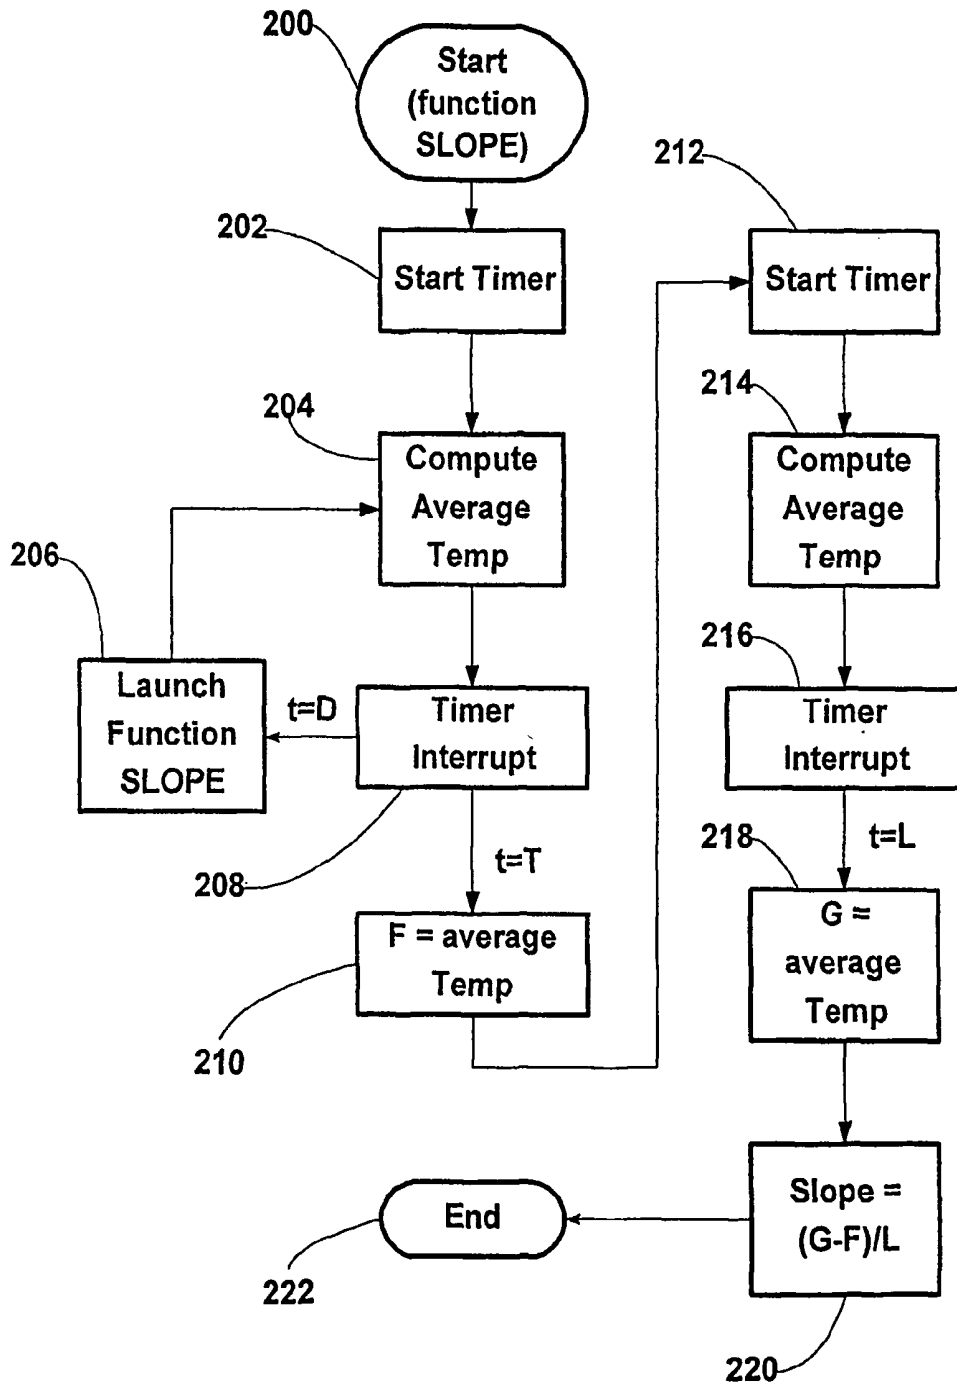 200
Start
(function
SLOPE)
202
Start Timer
204
Compute
Average
Temp
206
Launch
Function
SLOPE
t=D
Timer
Interrupt
208
t=T
F = average
Temp
210
212
Start Timer
214
Compute
Average
Temp
216
Timer
Interrupt
t=L
218
G =
average
Temp
Slope =
(G-F)/L
220
End
222